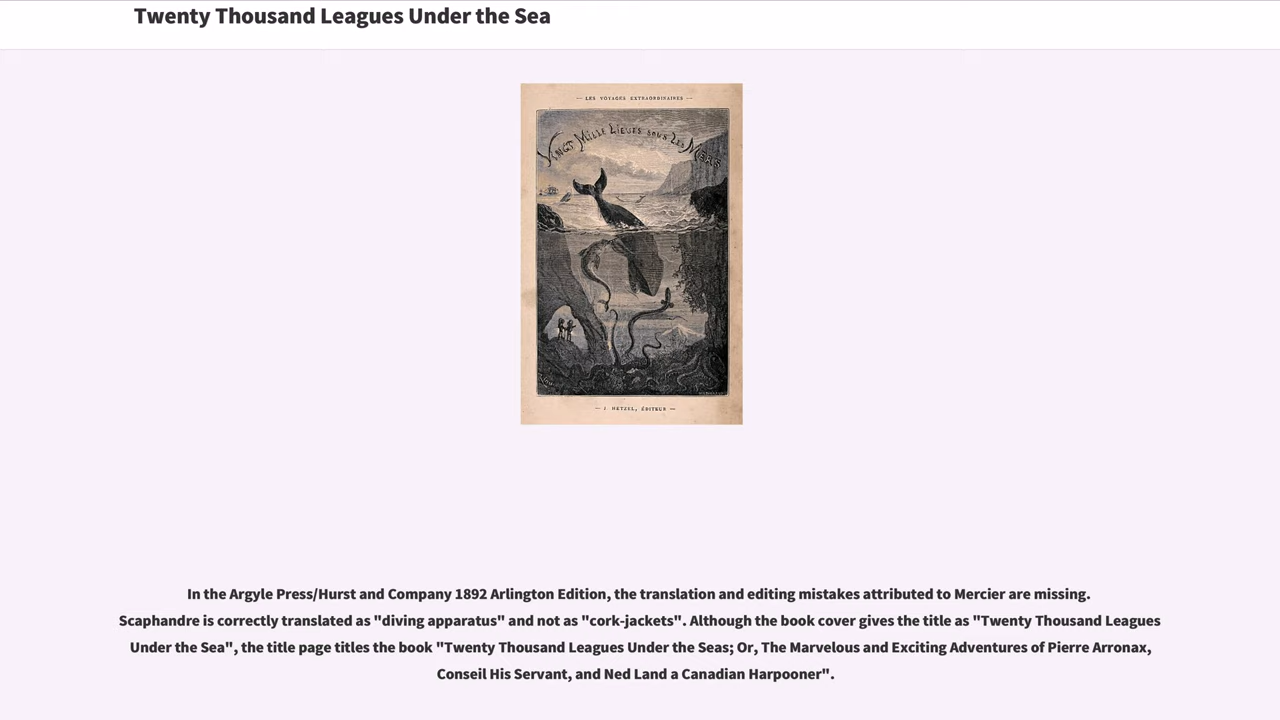 Twenty Thousand Leagues Under the Sea
— LES VOYAGES EXTRAORDINAIRES —
VINGT MILLE LIEUES SOUS LES MERS
— J. HETZEL, ÉDITEUR —
In the Argyle Press/Hurst and Company 1892 Arlington Edition, the translation and editing mistakes attributed to Mercier are missing.
Scaphandre is correctly translated as "diving apparatus" and not as "cork-jackets". Although the book cover gives the title as "Twenty Thousand Leagues
Under the Sea", the title page titles the book "Twenty Thousand Leagues Under the Seas; Or, The Marvelous and Exciting Adventures of Pierre Arronax,
Conseil His Servant, and Ned Land a Canadian Harpooner".